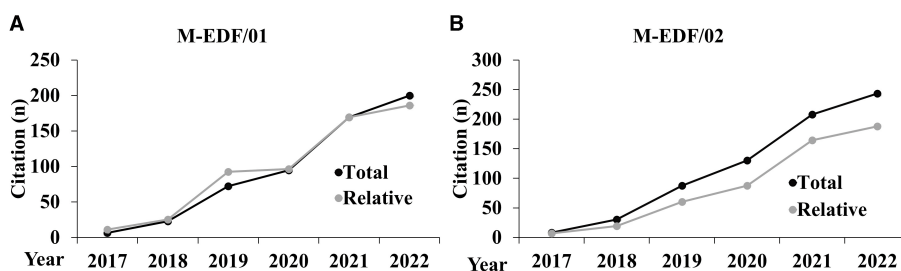 A
M-EDF/01
Citation (n)
250
200
150
100
50
0
Total
Relative
Year 2017 2018 2019 2020 2021 2022
B
M-EDF/02
Citation (n)
300
250
200
150
100
50
0
Total
Relative
Year 2017 2018 2019 2020 2021 2022